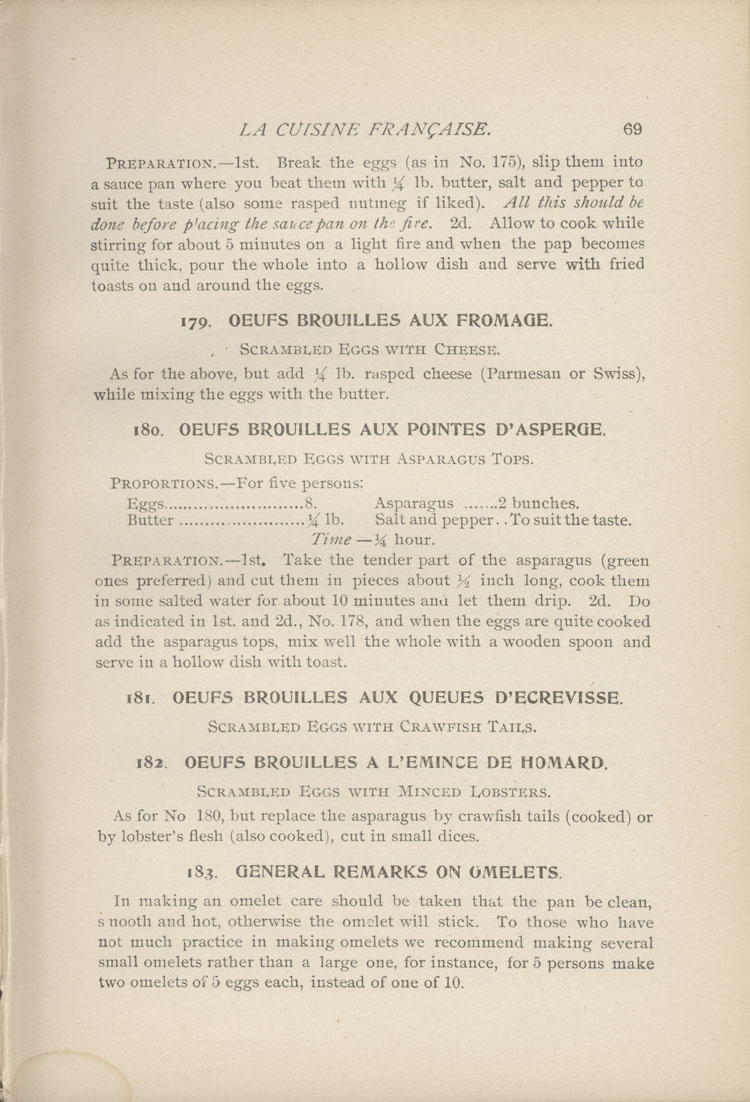 LA CUISINE FRANÇAISE. 69
PREPARATION.—1st. Break the eggs (as in No. 175), slip them into
a sauce pan where you beat them with ¼ lb. butter, salt and pepper to
suit the taste (also some rasped nutmeg if liked). All this should be
done before placing the sauce pan on the fire. 2d. Allow to cook while
stirring for about 5 minutes on a light fire and when the pap becomes
quite thick, pour the whole into a hollow dish and serve with fried
toasts on and around the eggs.
179. OEUFS BROUILLES AUX FROMAGE.
SCRAMBLED EGGS WITH CHEESE.
As for the above, but add ¼ lb. rasped cheese (Parmesan or Swiss),
while mixing the eggs with the butter.
180. OEUFS BROUILLES AUX POINTES D'ASPERGE.
SCRAMBLED EGGS WITH ASPARAGUS TOPS.
PROPORTIONS.—For five persons:
Eggs...........................8. Asparagus .......2 bunches.
Butter ........................¼ lb. Salt and pepper. . To suit the taste.
Time —¾ hour.
PREPARATION.—1st. Take the tender part of the asparagus (green
ones preferred) and cut them in pieces about ½ inch long, cook them
in some salted water for about 10 minutes and let them drip. 2d. Do
as indicated in 1st. and 2d., No. 178, and when the eggs are quite cooked
add the asparagus tops, mix well the whole with a wooden spoon and
serve in a hollow dish with toast.
181. OEUFS BROUILLES AUX QUEUES D'ECREVISSE.
SCRAMBLED EGGS WITH CRAWFISH TAILS.
182. OEUFS BROUILLES A L'EMINCE DE HOMARD.
SCRAMBLED EGGS WITH MINCED LOBSTERS.
As for No 180, but replace the asparagus by crawfish tails (cooked) or
by lobster's flesh (also cooked), cut in small dices.
183. GENERAL REMARKS ON OMELETS.
In making an omelet care should be taken that the pan be clean,
smooth and hot, otherwise the omelet will stick. To those who have
not much practice in making omelets we recommend making several
small omelets rather than a large one, for instance, for 5 persons make
two omelets of 5 eggs each, instead of one of 10.